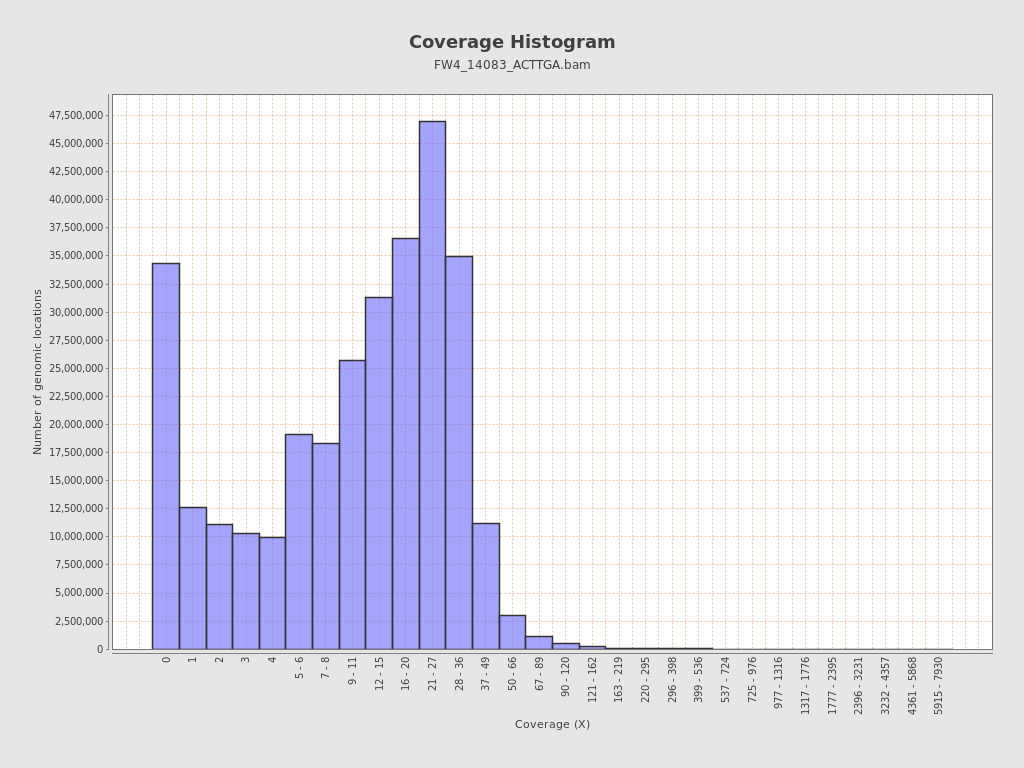 Coverage Histogram
FW4_14083_ACTTGA.bam
Number of genomic locations
47,500,000
45,000,000
42,500,000
40,000,000
37,500,000
35,000,000
32,500,000
30,000,000
27,500,000
25,000,000
22,500,000
20,000,000
17,500,000
15,000,000
12,500,000
10,000,000
7,500,000
5,000,000
2,500,000
0
0
1
2
3
4
5 - 6
7 - 8
9 - 11
12 - 15
16 - 20
21 - 27
28 - 36
37 - 49
50 - 66
67 - 89
90 - 120
121 - 162
163 - 219
220 - 295
296 - 398
399 - 536
537 - 724
725 - 976
977 - 1316
1317 - 1776
1777 - 2395
2396 - 3231
3232 - 4357
4361 - 5868
5915 - 7930
Coverage (X)